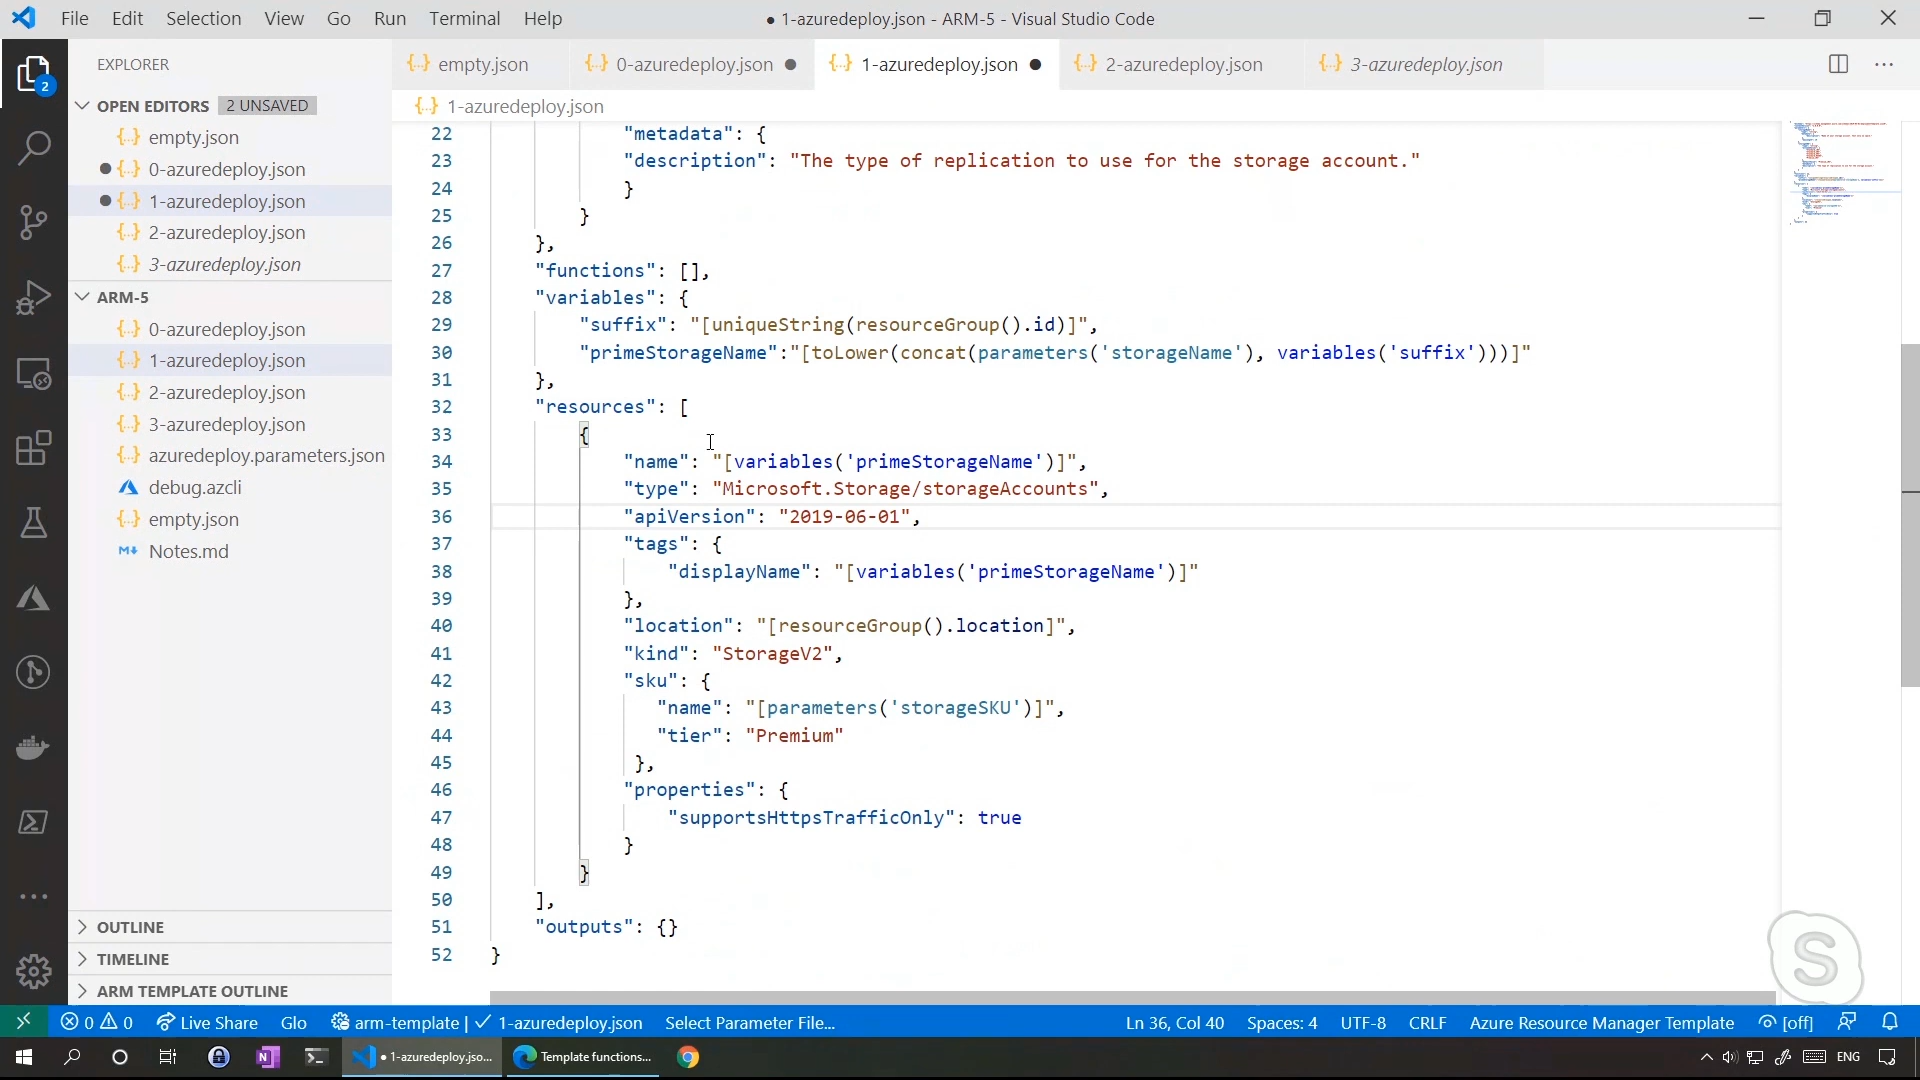 File Edit Selection View Go Run Terminal Help
● 1-azuredeploy.json - ARM-5 - Visual Studio Code
EXPLORER
OPEN EDITORS 2 UNSAVED
empty.json
0-azuredeploy.json
1-azuredeploy.json
2-azuredeploy.json
3-azuredeploy.json
ARM-5
0-azuredeploy.json
1-azuredeploy.json
2-azuredeploy.json
3-azuredeploy.json
azuredeploy.parameters.json
debug.azcli
empty.json
Notes.md
OUTLINE
TIMELINE
ARM TEMPLATE OUTLINE
2
empty.json 0-azuredeploy.json ● 1-azuredeploy.json ● 2-azuredeploy.json 3-azuredeploy.json
1-azuredeploy.json
22 "metadata": {
23 "description": "The type of replication to use for the storage account."
24 }
25 }
26 },
27 "functions": [],
28 "variables": {
29 "suffix": "[uniqueString(resourceGroup().id)]",
30 "primeStorageName":"[toLower(concat(parameters('storageName'), variables('suffix')))]"
31 },
32 "resources": [
33 {
34 "name": "[variables('primeStorageName')]",
35 "type": "Microsoft.Storage/storageAccounts",
36 "apiVersion": "2019-06-01",
37 "tags": {
38 "displayName": "[variables('primeStorageName')]"
39 },
40 "location": "[resourceGroup().location]",
41 "kind": "StorageV2",
42 "sku": {
43 "name": "[parameters('storageSKU')]",
44 "tier": "Premium"
45 },
46 "properties": {
47 "supportsHttpsTrafficOnly": true
48 }
49 }
50 ],
51 "outputs": {}
52 }
0 0 Live Share Glo arm-template | ✓ 1-azuredeploy.json Select Parameter File... Ln 36, Col 40 Spaces: 4 UTF-8 CRLF Azure Resource Manager Template [off]
● 1-azuredeploy.jso... Template functions... ENG